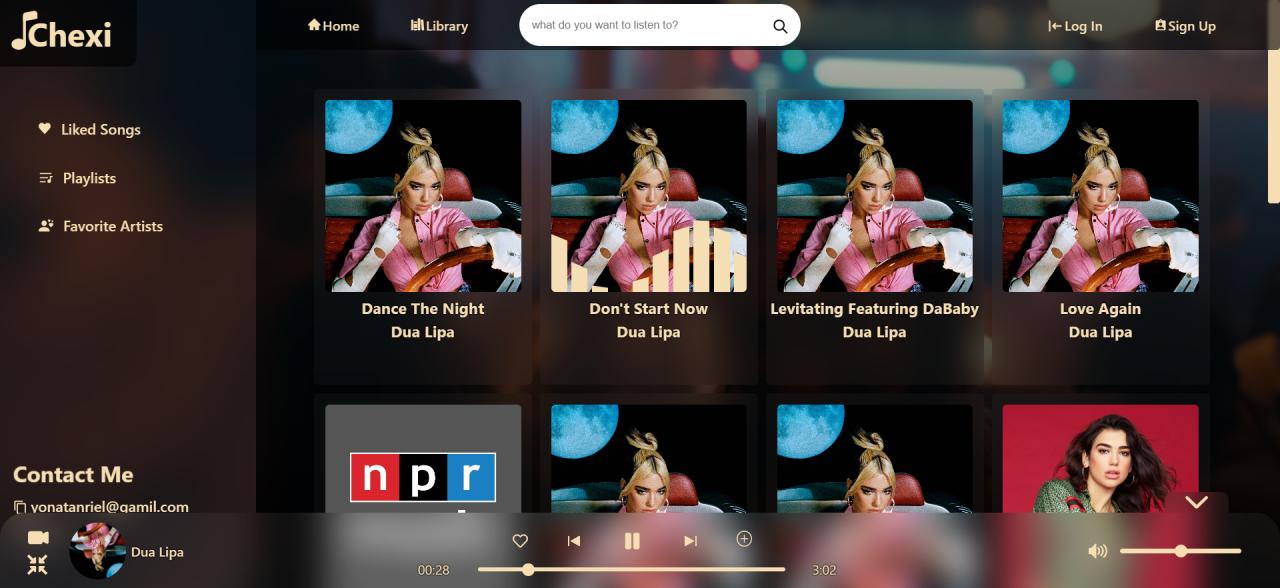 Chexi
Home
Library
what do you want to listen to?
Log In
Sign Up
Liked Songs
Playlists
Favorite Artists
Dance The Night
Dua Lipa
Don't Start Now
Dua Lipa
Levitating Featuring DaBaby
Dua Lipa
Love Again
Dua Lipa
npr
Contact Me
yonatanriel@gamil.com
Dua Lipa
00:28
3:02